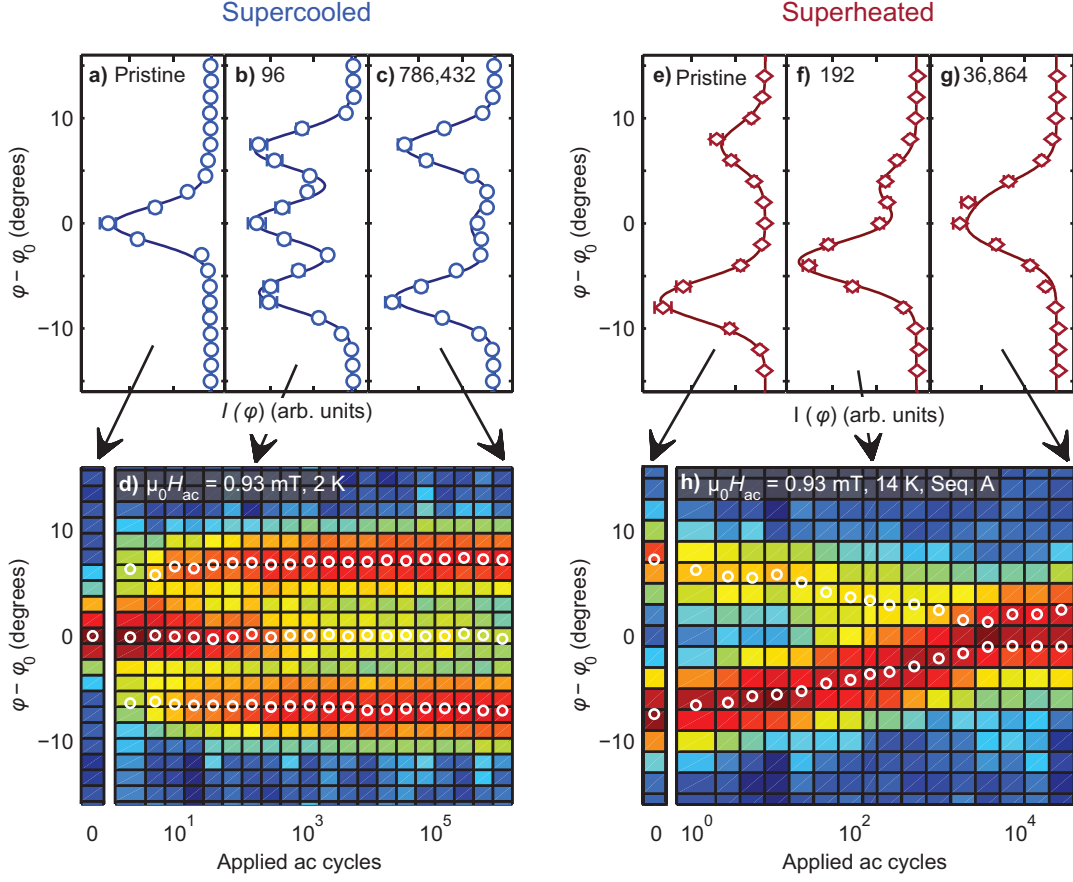 Supercooled
Superheated
a) Pristine
b) 96
c) 786,432
e) Pristine
f) 192
g) 36,864
φ − φ0 (degrees)
10
0
−10
φ − φ0 (degrees)
10
0
−10
I (φ) (arb. units)
I (φ) (arb. units)
d) μ0Hac = 0.93 mT, 2 K
h) μ0Hac = 0.93 mT, 14 K, Seq. A
φ − φ0 (degrees)
10
0
−10
φ − φ0 (degrees)
10
0
−10
0 10^1 10^3 10^5
0 10^0 10^2 10^4
Applied ac cycles
Applied ac cycles